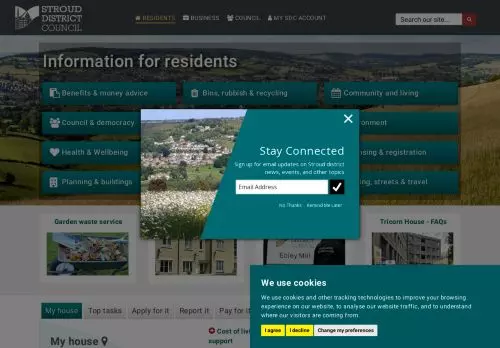 STROUD
DISTRICT
COUNCIL
RESIDENTS
BUSINESS
COUNCIL
MY SDC ACCOUNT
Search our site...
Information for residents
Benefits & money advice
Bins, rubbish & recycling
Community and living
Council & democracy
ronment
Health & Wellbeing
sing & registration
Planning & buildings
ing, streets & travel
Stay Connected
Sign up for email updates on Stroud district
news, events, and other topics
Email Address
No Thanks
Remind Me Later
Garden waste service
Tricorn House - FAQs
Ebley Mill
We use cookies
We use cookies and other tracking technologies to improve your browsing
experience on our website, to analyse our website traffic, and to understand
where our visitors are coming from.
I agree
I decline
Change my preferences
My house
Top tasks
Apply for it
Report it
Pay for it
My house
Cost of livin
support